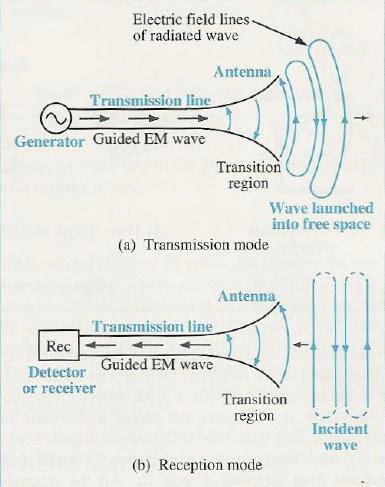 Electric field lines
of radiated wave
Antenna
Transmission line
Generator
Guided EM wave
Transition
region
Wave launched
into free space
(a) Transmission mode
Antenna
Transmission line
Rec
Guided EM wave
Detector
or receiver
Transition
region
Incident
wave
(b) Reception mode